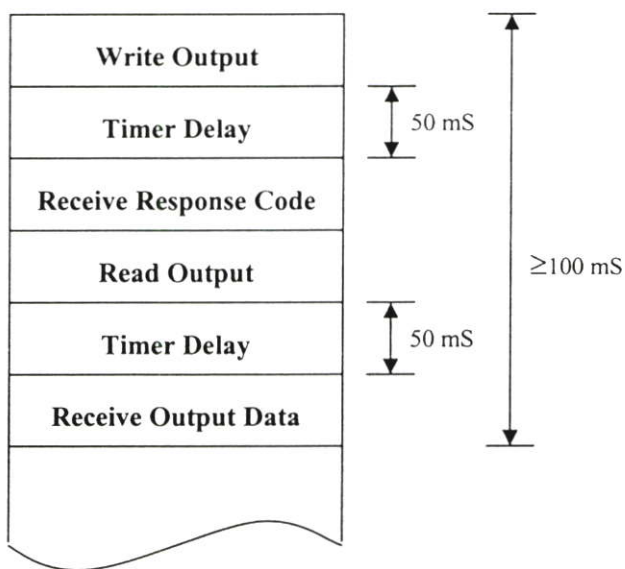 Write Output
Timer Delay
50 mS
Receive Response Code
Read Output
≥100 mS
Timer Delay
50 mS
Receive Output Data